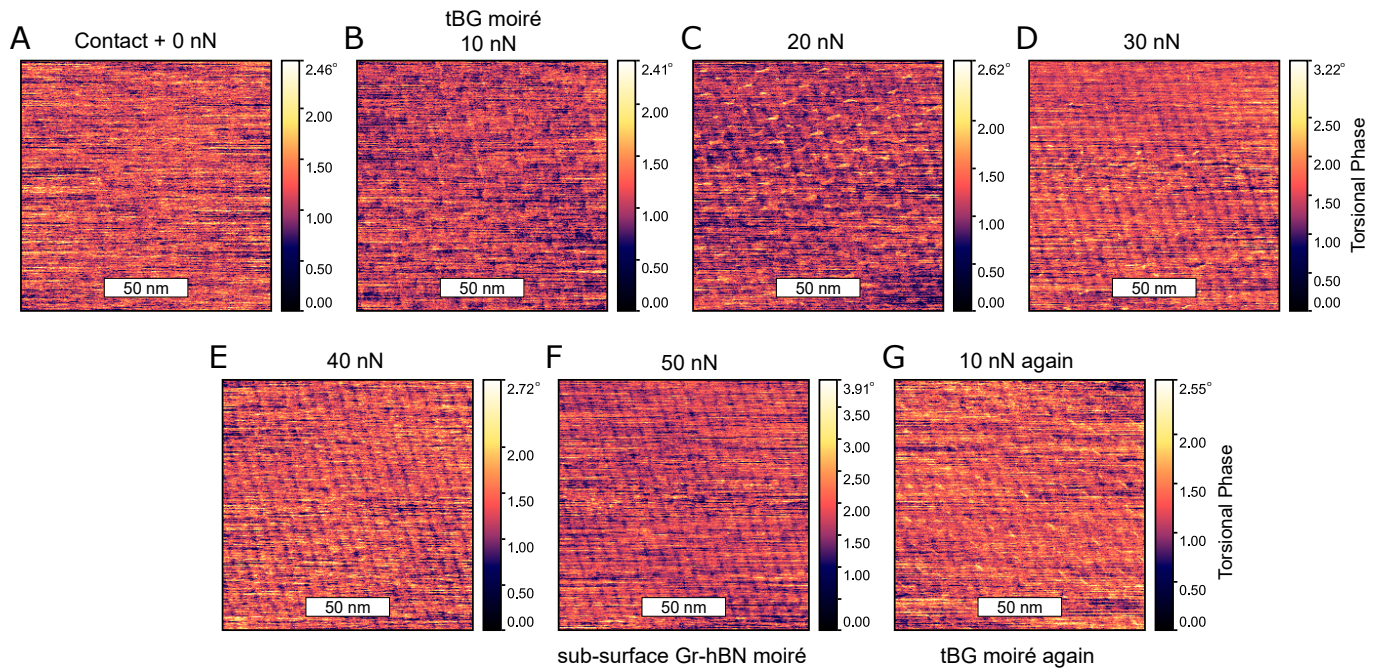 A
Contact + 0 nN
2.46°
2.00
1.50
1.00
0.50
0.00
50 nm
B
tBG moiré
10 nN
2.41°
2.00
1.50
1.00
0.50
0.00
50 nm
C
20 nN
2.62°
2.00
1.50
1.00
0.50
0.00
50 nm
D
30 nN
3.22°
2.50
2.00
1.50
1.00
0.50
0.00
50 nm
Torsional Phase
E
40 nN
2.72°
2.00
1.50
1.00
0.50
0.00
50 nm
F
50 nN
3.91°
3.50
3.00
2.50
2.00
1.50
1.00
0.00
50 nm
sub-surface Gr-hBN moiré
G
10 nN again
2.55°
2.00
1.50
1.00
0.50
0.00
50 nm
Torsional Phase
tBG moiré again